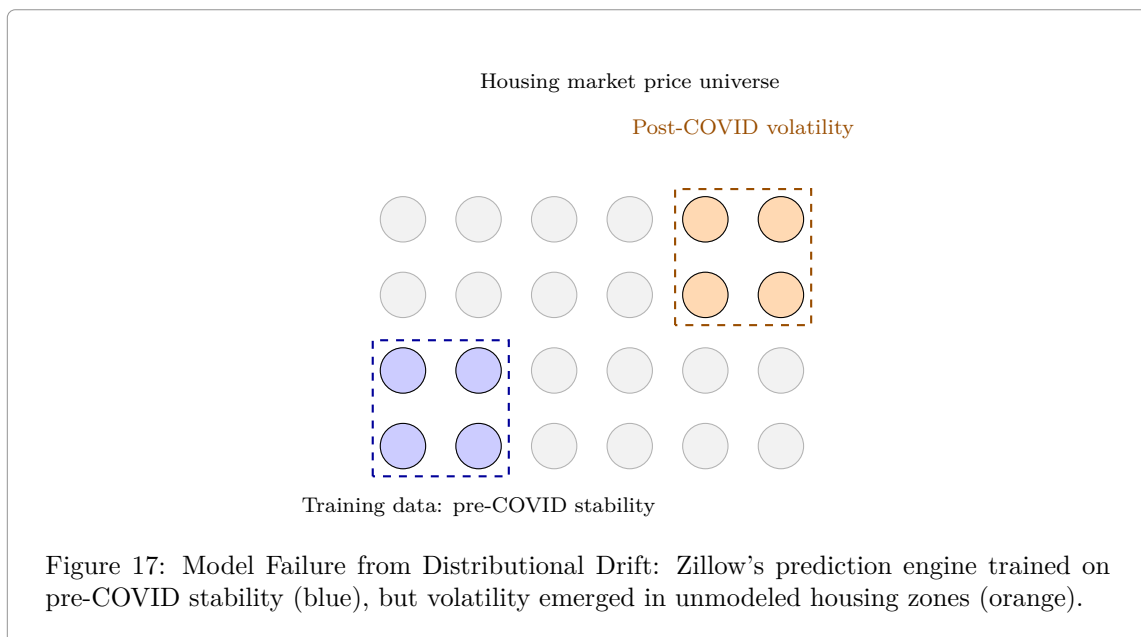 Housing market price universe
Post-COVID volatility
Training data: pre-COVID stability
Figure 17: Model Failure from Distributional Drift: Zillow's prediction engine trained on
pre-COVID stability (blue), but volatility emerged in unmodeled housing zones (orange).